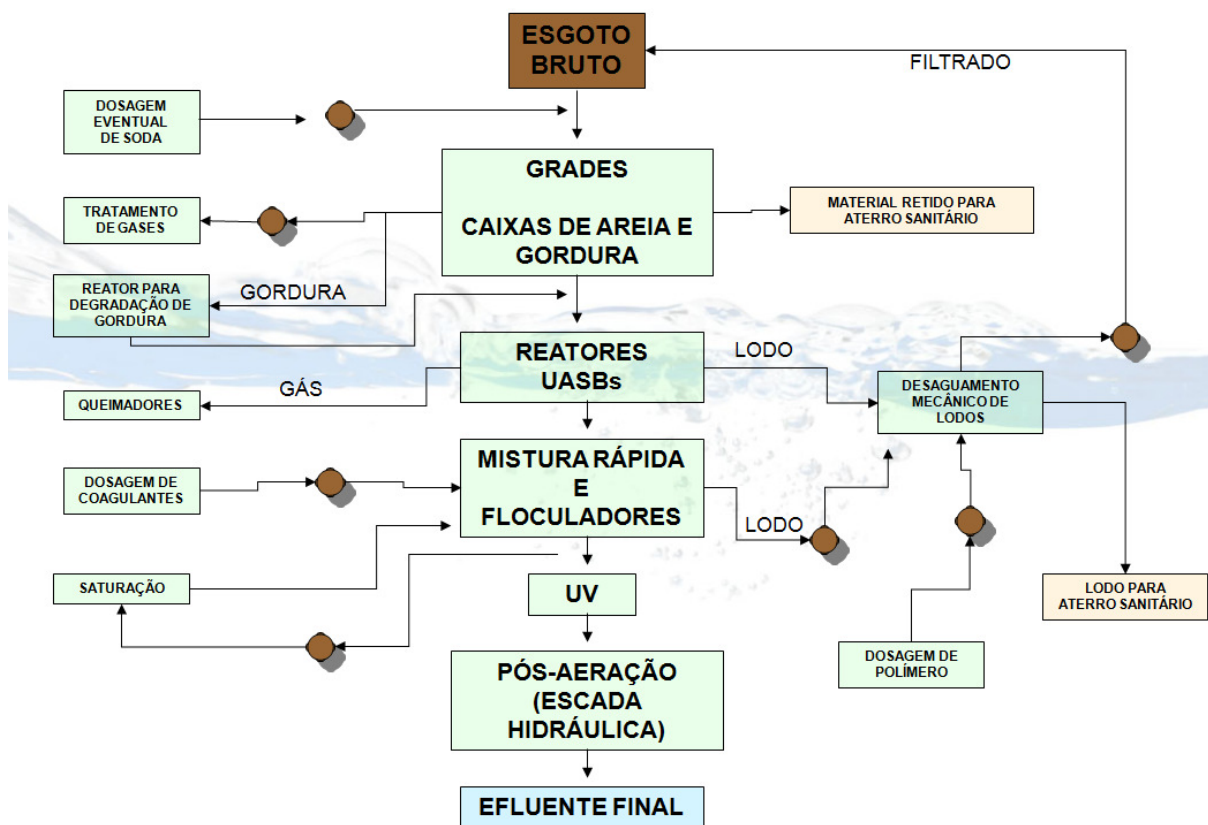 ESGOTO
BRUTO
FILTRADO
DOSAGEM
EVENTUAL
DE SODA
GRADES
CAIXAS DE AREIA E
GORDURA
TRATAMENTO
DE GASES
MATERIAL RETIDO PARA
ATERRO SANITÁRIO
REATOR PARA
DEGRADAÇÃO DE
GORDURA
GORDURA
REATORES
UASBs
LODO
GÁS
QUEIMADORES
DESAGUAMENTO
MECÂNICO DE
LODOS
DOSAGEM DE
COAGULANTES
MISTURA RÁPIDA
E
FLOCULADORES
LODO
SATURAÇÃO
UV
LODO PARA
ATERRO SANITÁRIO
DOSAGEM DE
POLÍMERO
PÓS-AERAÇÃO
(ESCADA
HIDRÁULICA)
EFLUENTE FINAL